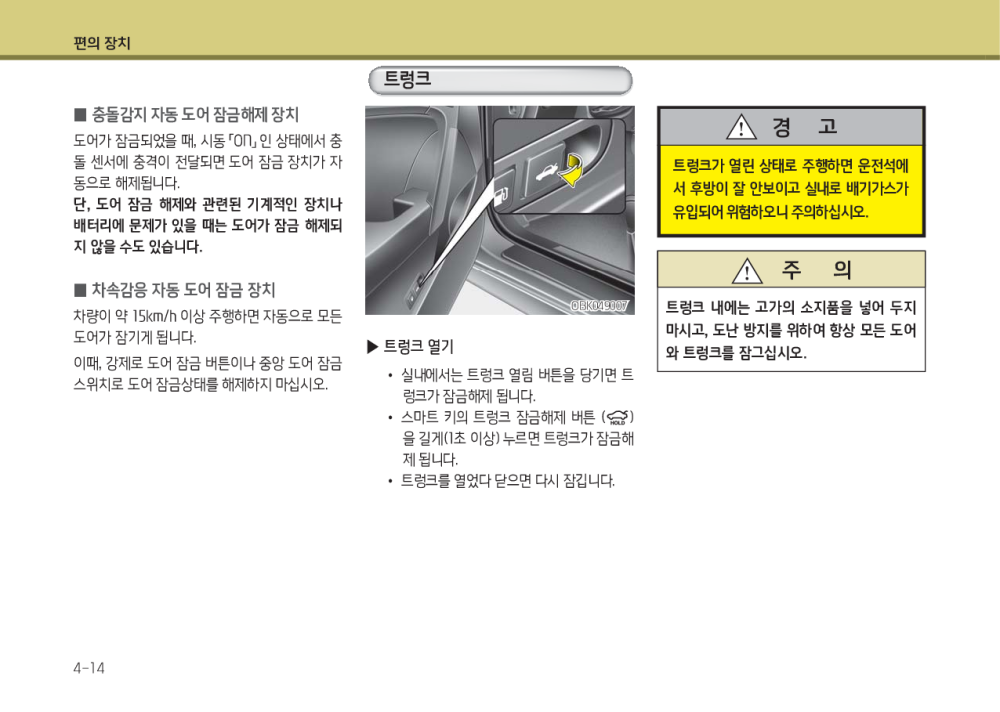 편의 장치
■ 충돌감지 자동 도어 잠금해제 장치
도어가 잠금되었을 때, 시동 「ON」 인 상태에서 충
돌 센서에 충격이 전달되면 도어 잠금 장치가 자
동으로 해제됩니다.
단, 도어 잠금 해제와 관련된 기계적인 장치나
배터리에 문제가 있을 때는 도어가 잠금 해제되
지 않을 수도 있습니다.
■ 차속감응 자동 도어 잠금 장치
차량이 약 15km/h 이상 주행하면 자동으로 모든
도어가 잠기게 됩니다.
이때, 강제로 도어 잠금 버튼이나 중앙 도어 잠금
스위치로 도어 잠금상태를 해제하지 마십시오.
트렁크
OBK049007
▶ 트렁크 열기
• 실내에서는 트렁크 열림 버튼을 당기면 트
렁크가 잠금해제 됩니다.
• 스마트 키의 트렁크 잠금해제 버튼 (HOLD)
을 길게(1초 이상) 누르면 트렁크가 잠금해
제 됩니다.
• 트렁크를 열었다 닫으면 다시 잠깁니다.
경 고
트렁크가 열린 상태로 주행하면 운전석에
서 후방이 잘 안보이고 실내로 배기가스가
유입되어 위험하오니 주의하십시오.
주 의
트렁크 내에는 고가의 소지품을 넣어 두지
마시고, 도난 방지를 위하여 항상 모든 도어
와 트렁크를 잠그십시오.
4-14